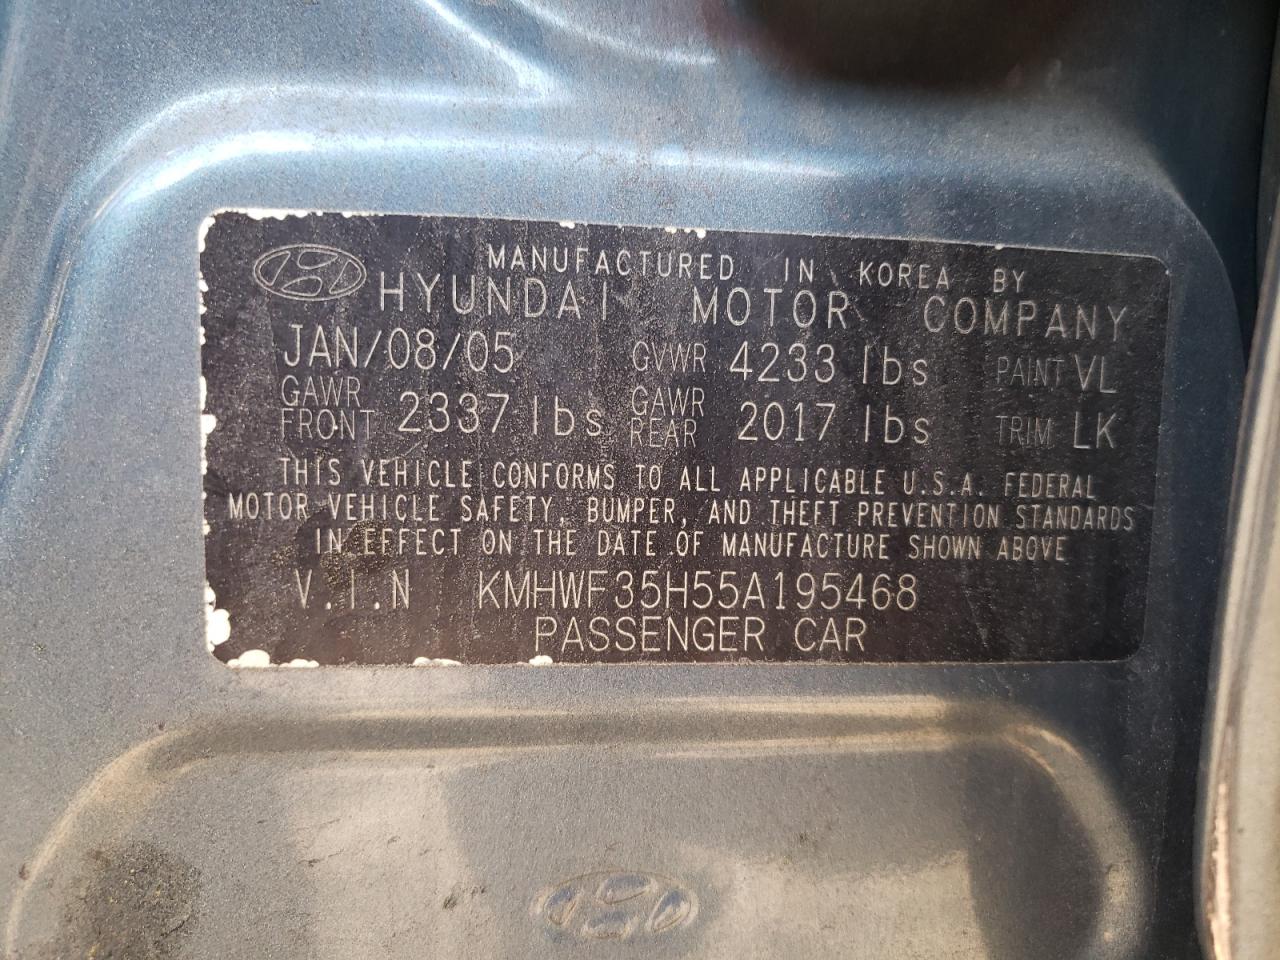 MANUFACTURED IN KOREA BY
HYUNDAI MOTOR COMPANY
JAN/08/05 GVWR 4233 lbs PAINT VL
GAWR FRONT 2337 lbs GAWR REAR 2017 lbs TRIM LK
THIS VEHICLE CONFORMS TO ALL APPLICABLE U.S.A. FEDERAL
MOTOR VEHICLE SAFETY, BUMPER, AND THEFT PREVENTION STANDARDS
IN EFFECT ON THE DATE OF MANUFACTURE SHOWN ABOVE
V.I.N KMHWF35H55A195468
PASSENGER CAR